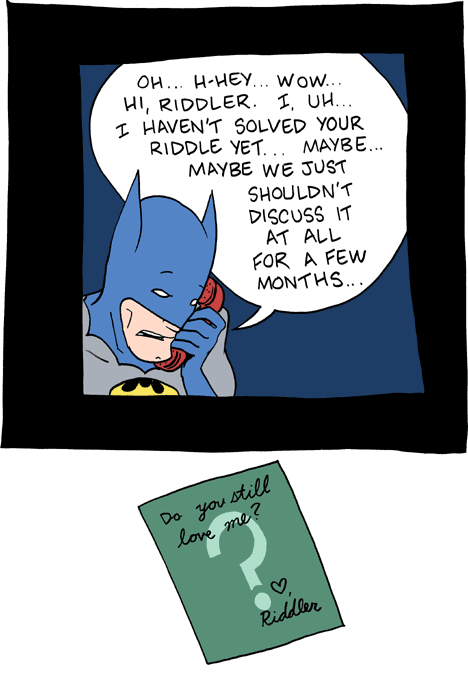 OH... H-HEY... WOW...
HI, RIDDLER. I, UH...
I HAVEN'T SOLVED YOUR
RIDDLE YET... MAYBE...
MAYBE WE JUST
SHOULDN'T
DISCUSS IT
AT ALL
FOR A FEW
MONTHS...
Do you still
love me?
?
♡,
Riddler